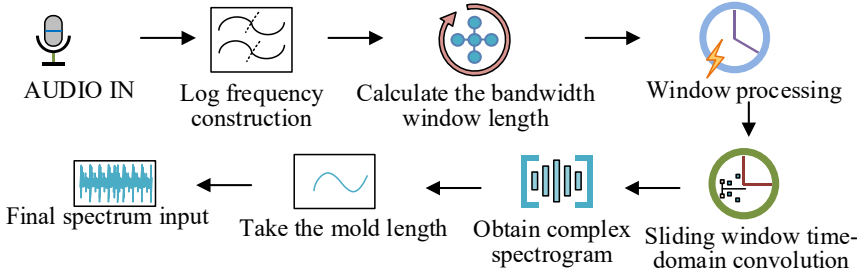 AUDIO IN
Log frequency
construction
Calculate the bandwidth
window length
Window processing
Sliding window time-
domain convolution
Obtain complex
spectrogram
Take the mold length
Final spectrum input